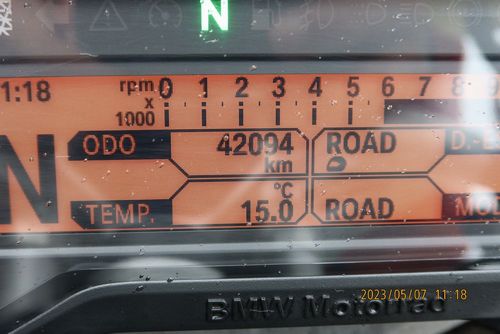 N
1:18
rpm 0 1 2 3 4 5 6 7 8 9
x
1000
N
ODO 42094 ROAD
km
°C
TEMP. 15.0 ROAD
2023/05/07 11:18
BMW Motorrad